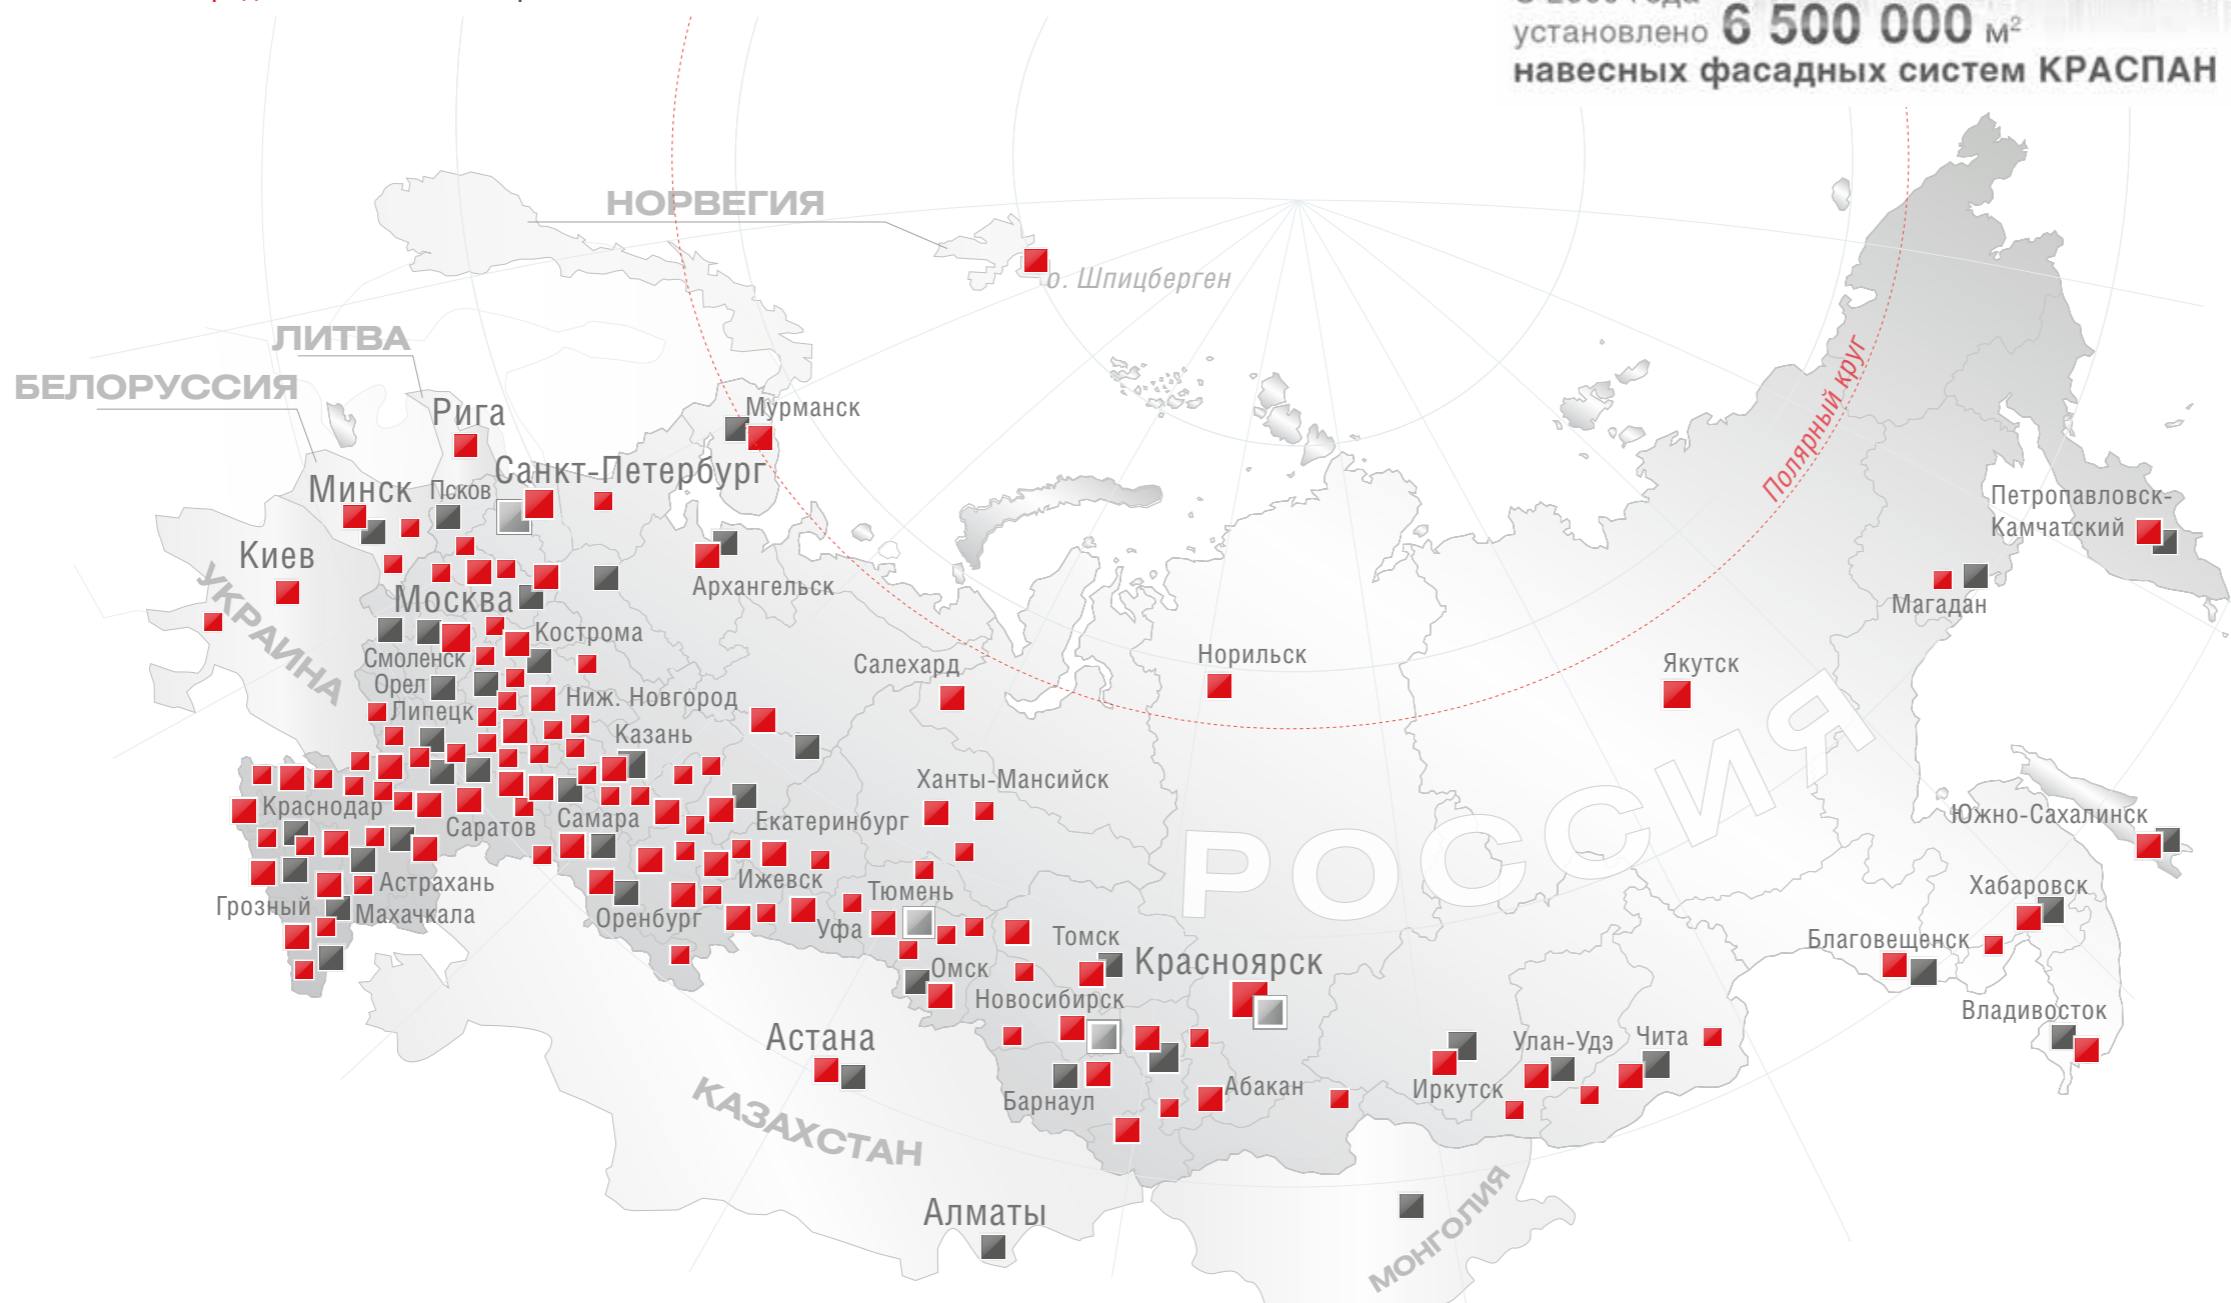 установлено 6 500 000 м²
навесных фасадных систем КРАСПАН
НОРВЕГИЯ
о. Шпицберген
ЛИТВА
БЕЛОРУССИЯ
Рига
Мурманск
Санкт-Петербург
Минск
Псков
Киев
УКРАИНА
Архангельск
Москва
Кострома
Смоленск
Орел
Липецк
Ниж. Новгород
Казань
Салехард
Норильск
Якутск
Полярный круг
Петропавловск-
Камчатский
Магадан
РОССИЯ
Ханты-Мансийск
Южно-Сахалинск
Краснодар
Саратов
Самара
Екатеринбург
Ижевск
Астрахань
Грозный
Махачкала
Оренбург
Уфа
Тюмень
Омск
Томск
Новосибирск
Красноярск
Хабаровск
Благовещенск
Владивосток
Астана
Барнаул
Абакан
Иркутск
Улан-Удэ
Чита
КАЗАХСТАН
Алматы
МОНГОЛИЯ